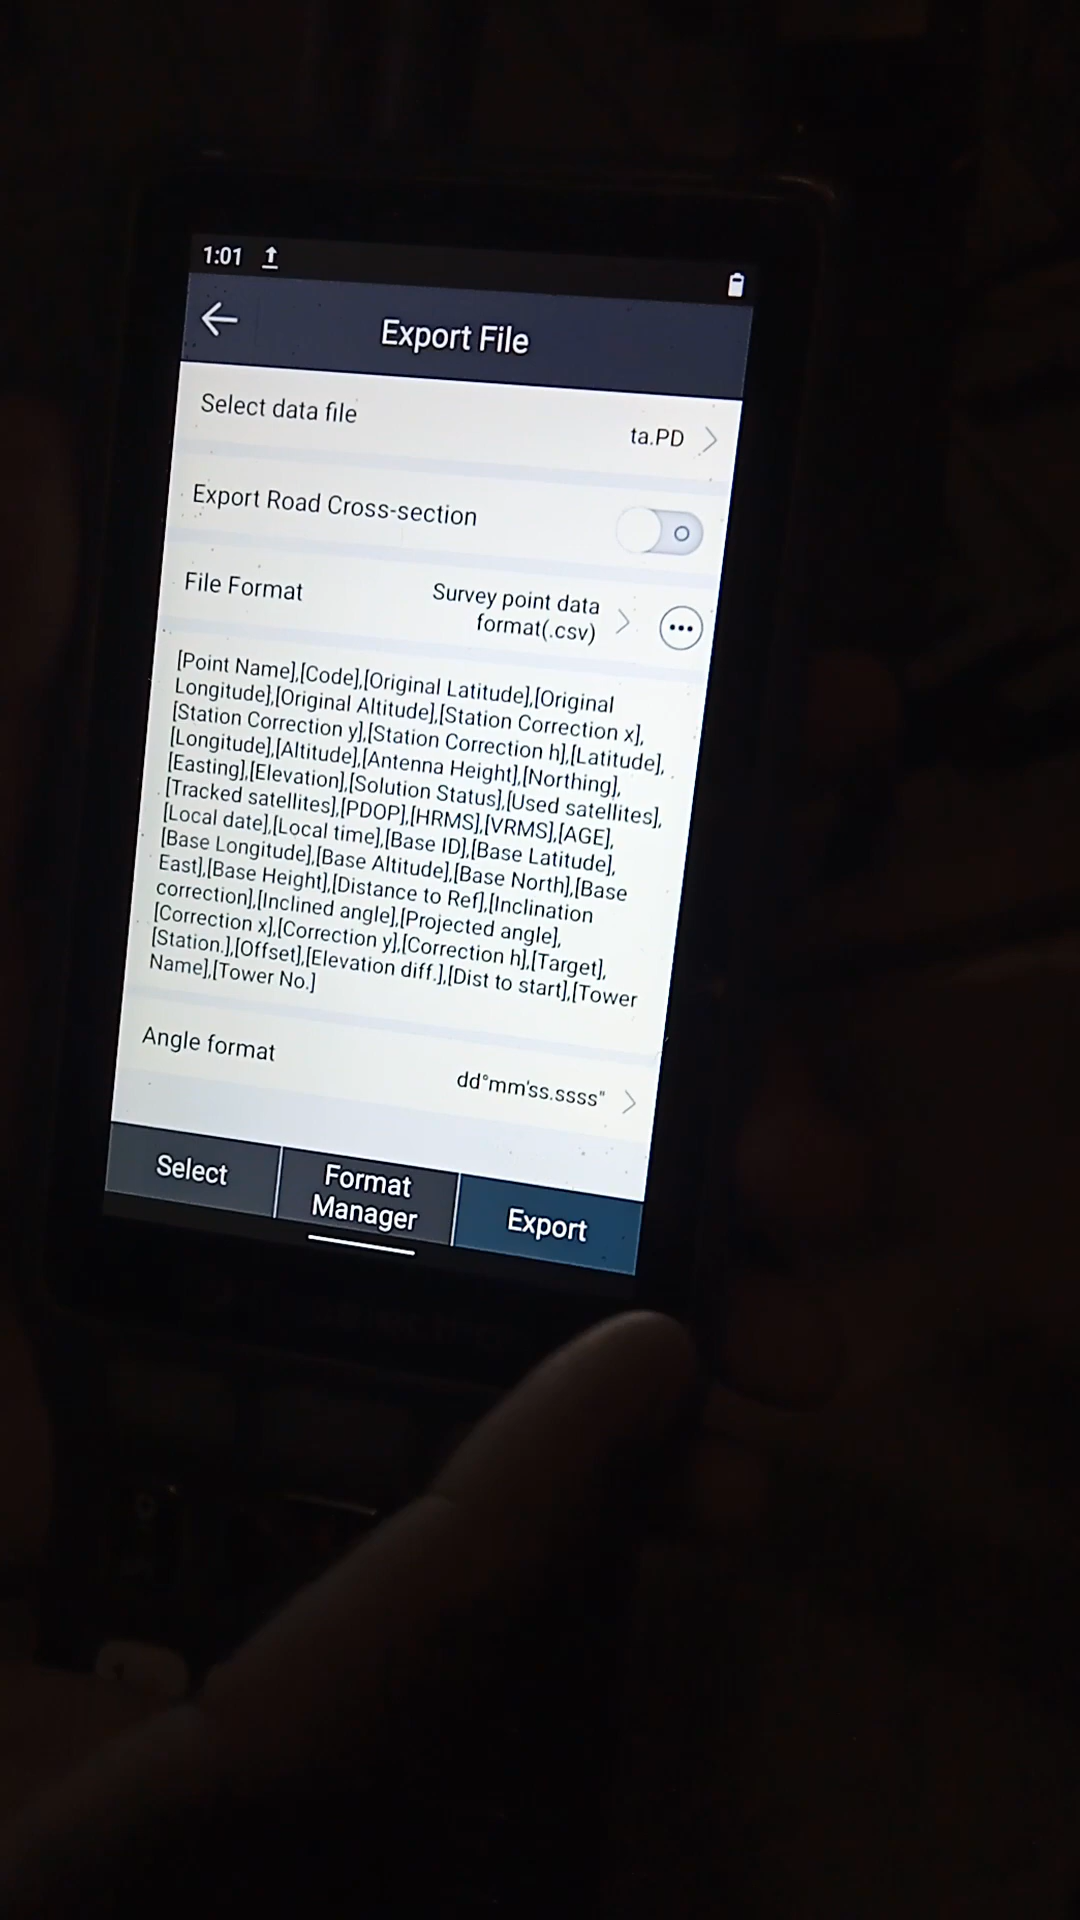 1:01
Export File
Select data file
ta.PD
Export Road Cross-section
File Format
Survey point data
format(.csv)
[Point Name],[Code],[Original Latitude],[Original
Longitude],[Original Altitude],[Station Correction x],
[Station Correction y],[Station Correction h],[Latitude],
[Longitude],[Altitude],[Antenna Height],[Northing],
[Easting],[Elevation],[Solution Status],[Used satellites],
[Tracked satellites],[PDOP],[HRMS],[VRMS],[AGE],
[Local date],[Local time],[Base ID],[Base Latitude],
[Base Longitude],[Base Altitude],[Base North],[Base
East],[Base Height],[Distance to Ref],[Inclination
correction],[Inclined angle],[Projected angle],
[Correction x],[Correction y],[Correction h],[Target],
[Station.],[Offset],[Elevation diff.],[Dist to start],[Tower
Name],[Tower No.]
Angle format
dd°mm'ss.ssss"
Select
Format
Manager
Export